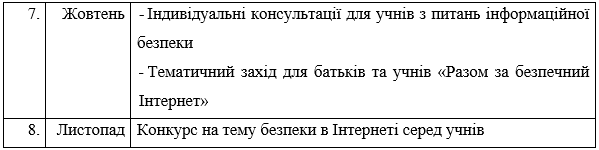 7. Жовтень - Індивідуальні консультації для учнів з питань інформаційної
безпеки
- Тематичний захід для батьків та учнів «Разом за безпечний
Інтернет»
8. Листопад Конкурс на тему безпеки в Інтернеті серед учнів